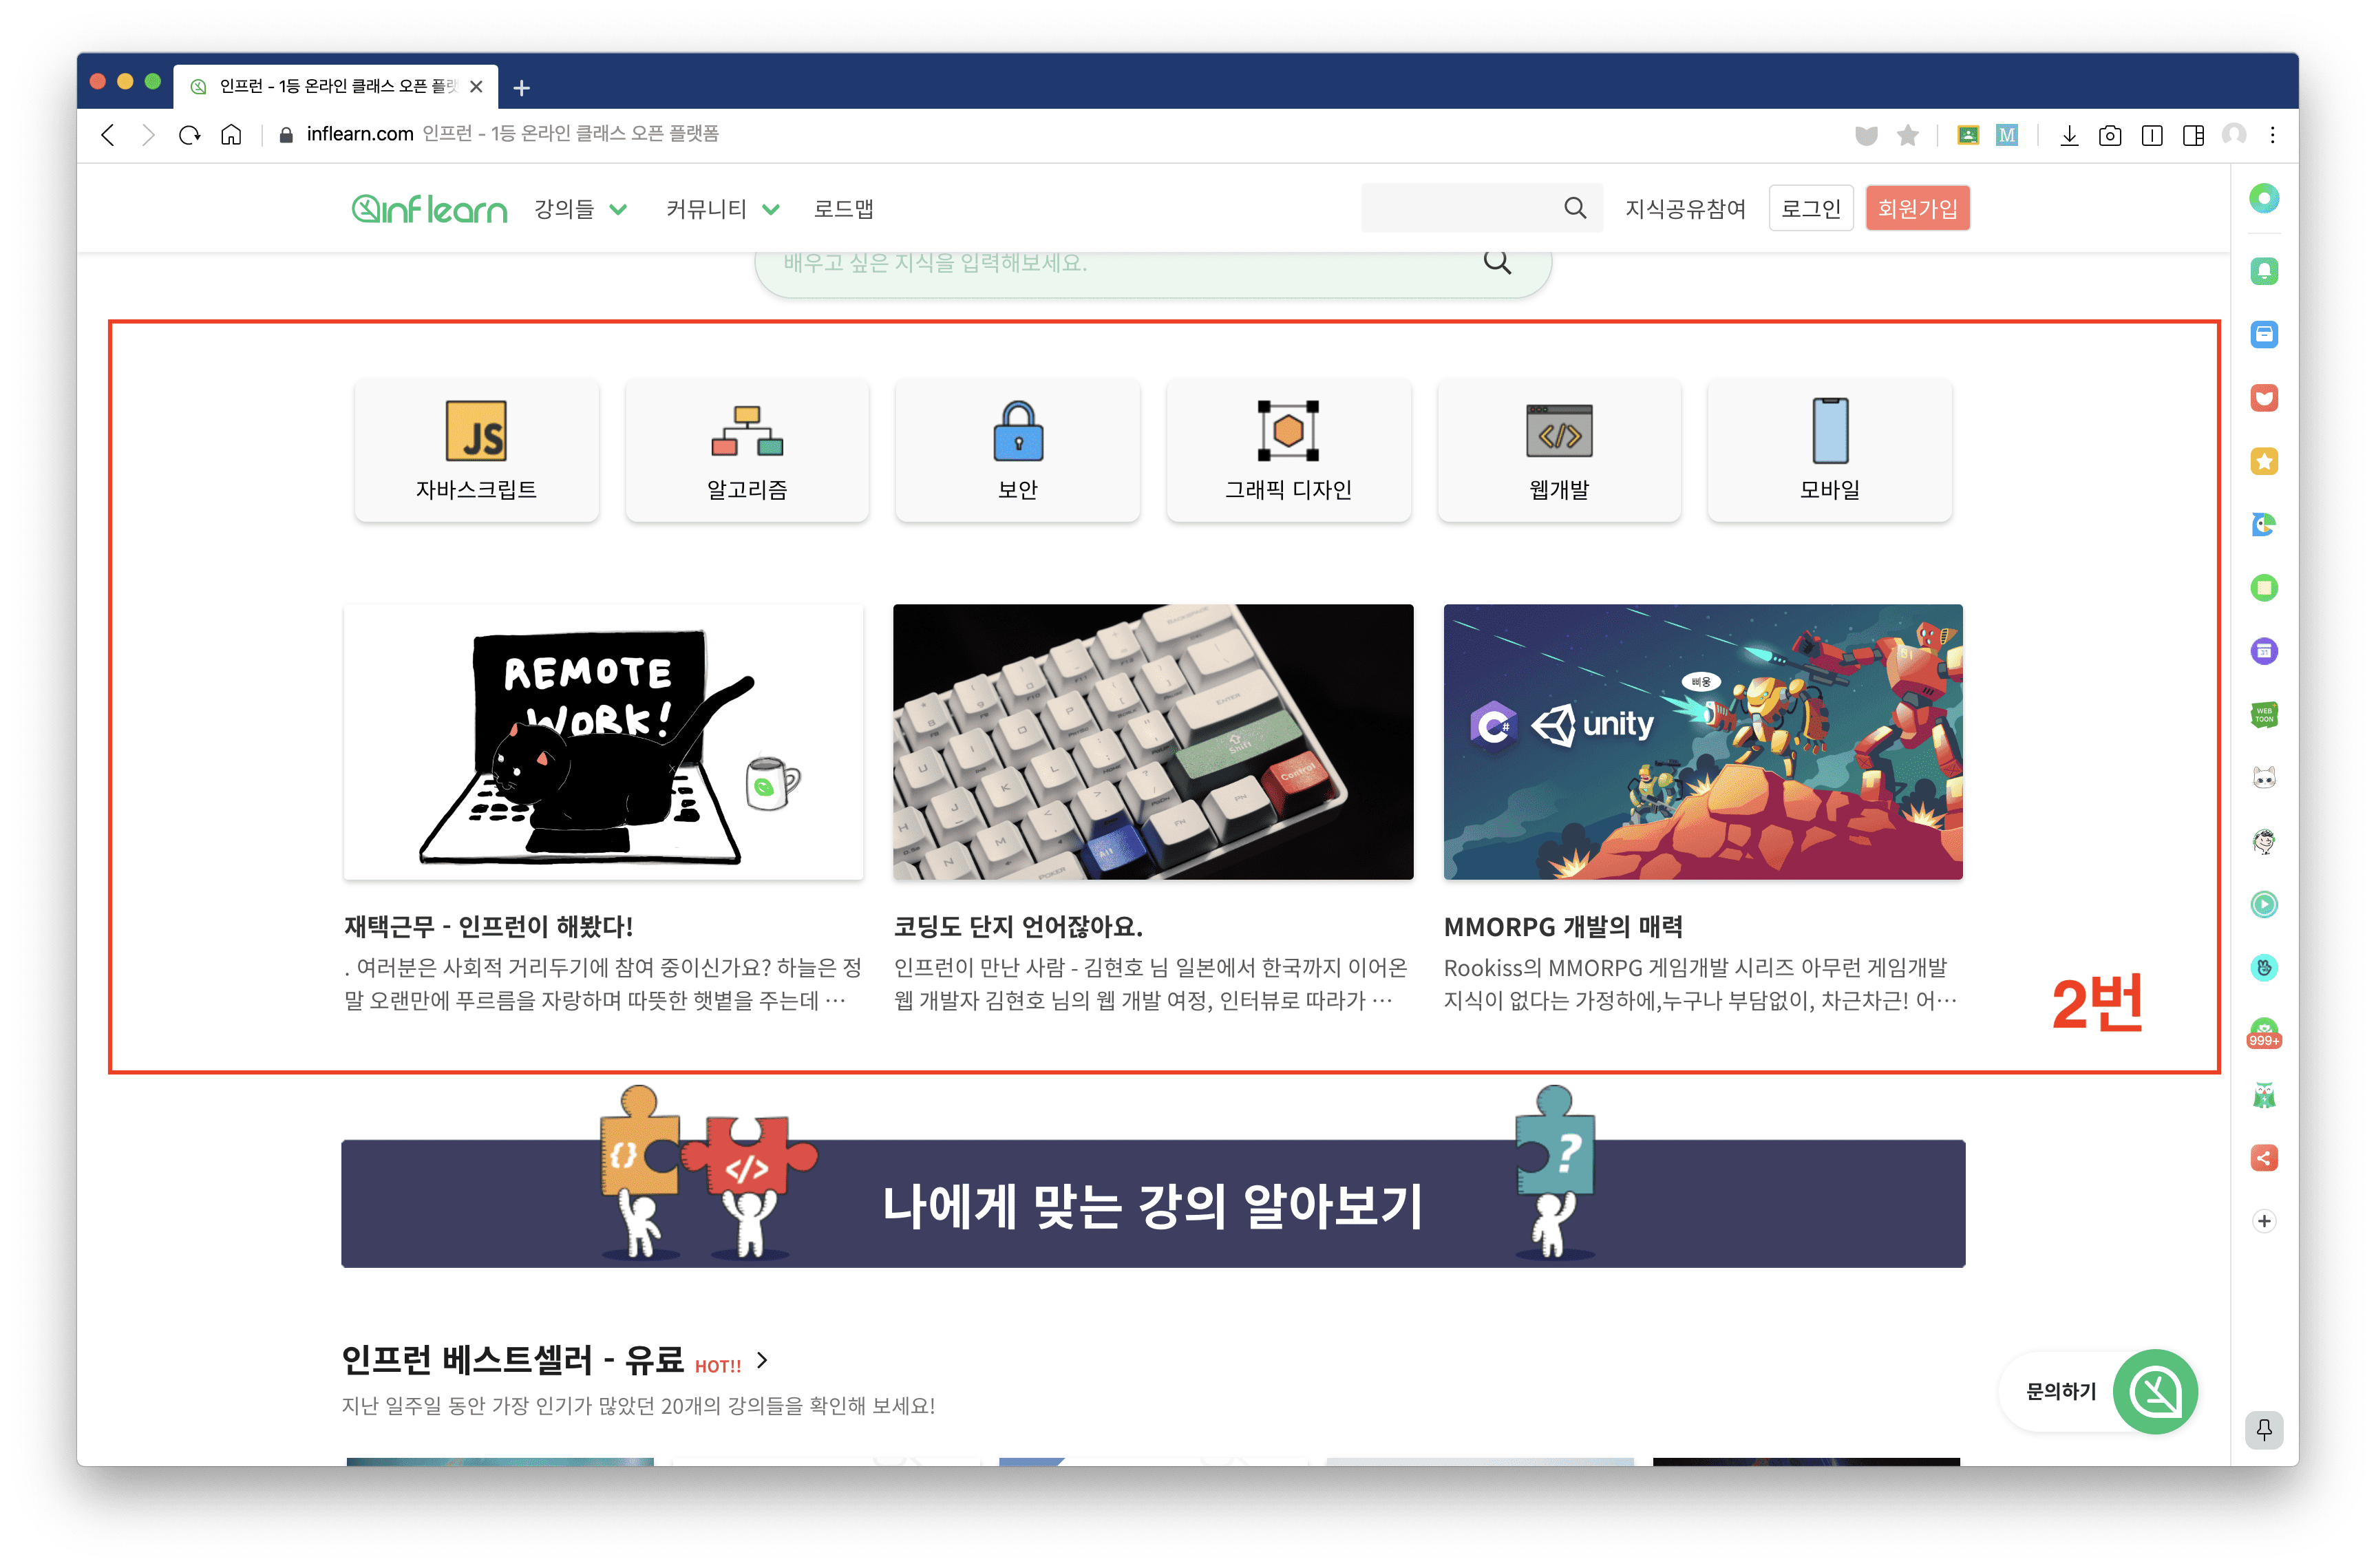 인프런 - 1등 온라인 클래스 오픈 플랫
inflearn.com 인프런 - 1등 온라인 클래스 오픈 플랫폼
M
inflearn 강의들 커뮤니티 로드맵 지식공유참여 로그인 회원가입
배우고 싶은 지식을 입력해보세요.
JS
자바스크립트 알고리즘 보안 그래픽 디자인 웹개발 모바일
</>
REMOTE
WORK!
Shift
Control
Alt
ENTER
삐융
C# unity
재택근무 - 인프런이 해봤다!
. 여러분은 사회적 거리두기에 참여 중이신가요? 하늘은 정
말 오랜만에 푸르름을 자랑하며 따뜻한 햇볕을 주는데 …
코딩도 단지 언어잖아요.
인프런이 만난 사람 - 김현호 님 일본에서 한국까지 이어온
웹 개발자 김현호 님의 웹 개발 여정, 인터뷰로 따라가 …
MMORPG 개발의 매력
Rookiss의 MMORPG 게임개발 시리즈 아무런 게임개발
지식이 없다는 가정하에,누구나 부담없이, 차근차근! 어…
2번
{} </> ?
나에게 맞는 강의 알아보기
인프런 베스트셀러 - 유료 HOT!!
지난 일주일 동안 가장 인기가 많았던 20개의 강의들을 확인해 보세요!
문의하기
WEB
TOON
999+